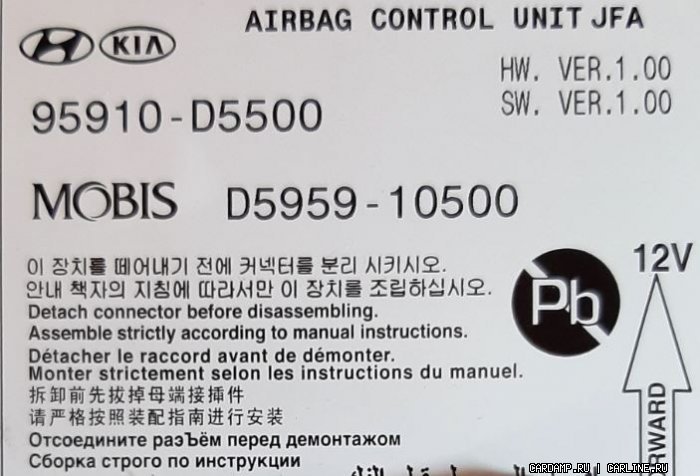 AIRBAG CONTROL UNIT JFA
HYUNDAI KIA
HW. VER.1.00
SW. VER.1.00
95910-D5500
MOBIS D5959-10500
이 장치를 떼어내기 전에 커넥터를 분리 시키시오.
안내 책자의 지침에 따라서만 이 장치를 조립하십시오.
Detach connector before disassembling.
Assemble strictly according to manual instructions.
Détacher le raccord avant de démonter.
Monter strictement selon les instructions du manuel.
拆卸前先拔掉母端接插件
请严格按照装配指南进行安装
Отсоедините раэЪём перед демонтажом
Сборка строго по инструкции
Pb
12V
RWARD
CARDAMP.RU | CARLINE.RU